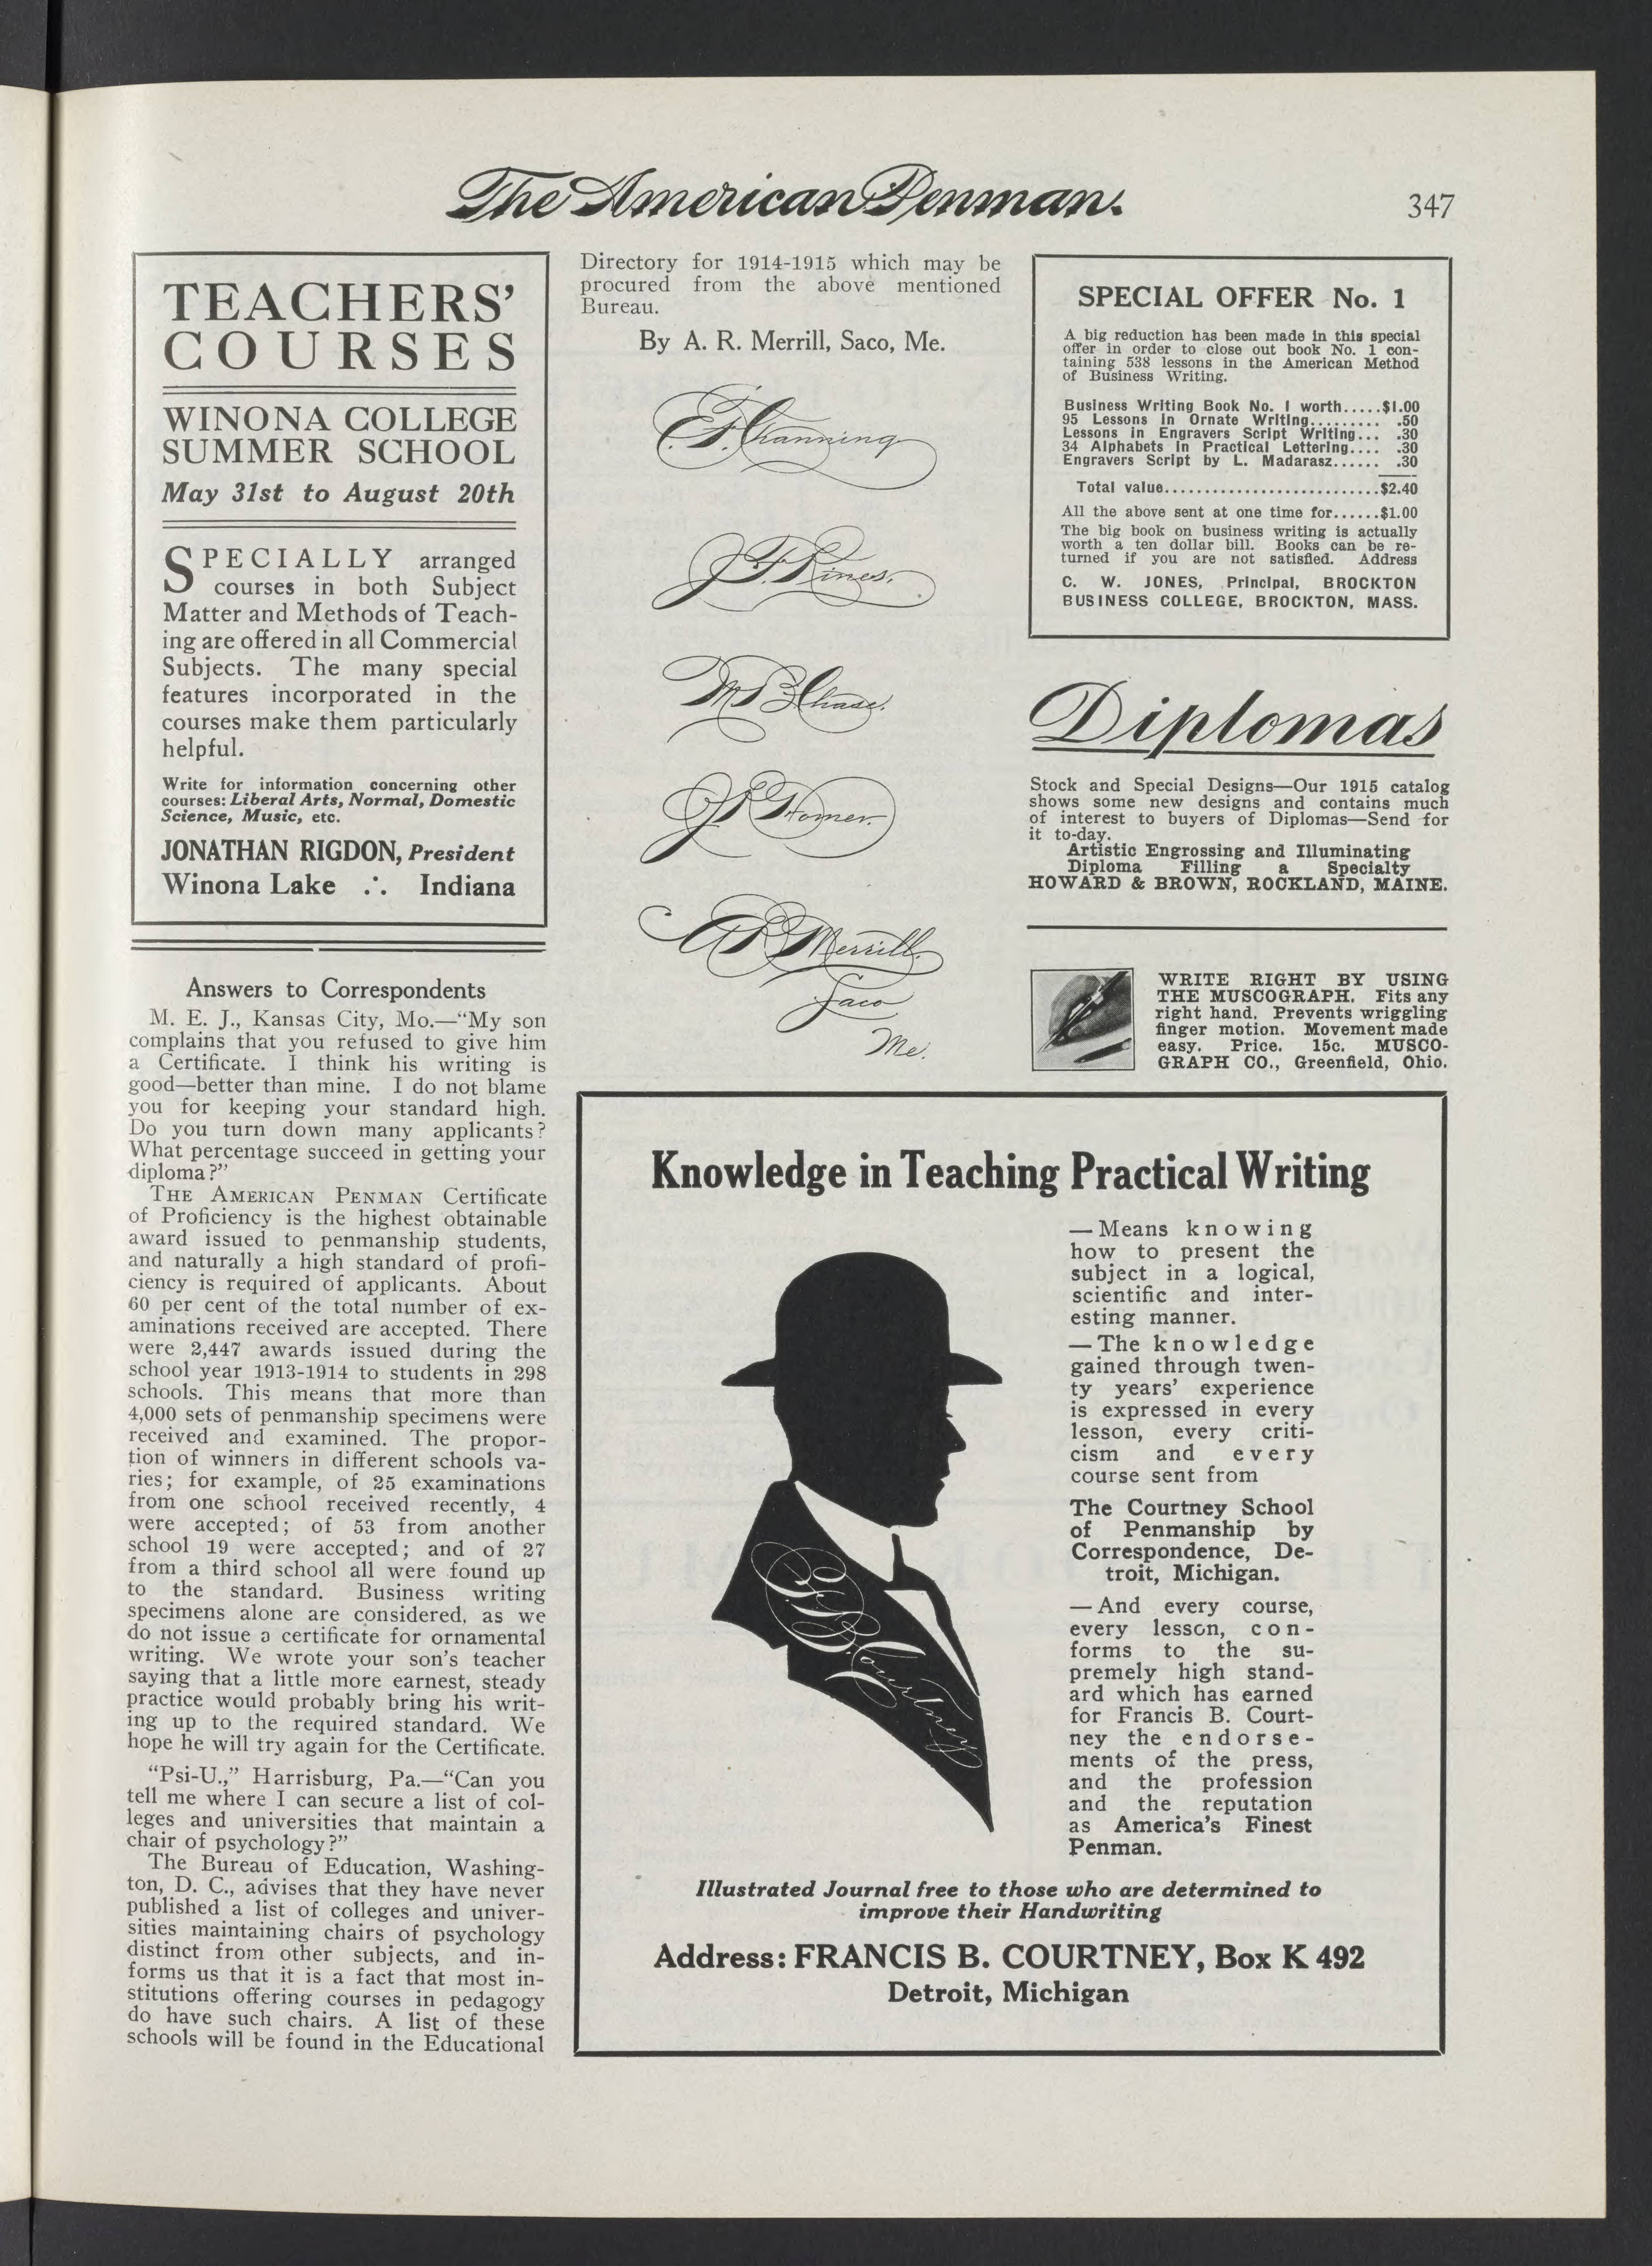 The American Penman.
347
TEACHERS'
COURSES
WINONA COLLEGE
SUMMER SCHOOL
May 31st to August 20th
SPECIALLY arranged
courses in both Subject
Matter and Methods of Teach-
ing are offered in all Commercial
Subjects. The many special
features incorporated in the
courses make them particularly
helpful.
Write for information concerning other
courses: Liberal Arts, Normal, Domestic
Science, Music, etc.
JONATHAN RIGDON, President
Winona Lake ∴ Indiana
Answers to Correspondents
M. E. J., Kansas City, Mo.—“My son
complains that you refused to give him
a Certificate. I think his writing is
good—better than mine. I do not blame
you for keeping your standard high.
Do you turn down many applicants?
What percentage succeed in getting your
diploma?”
THE AMERICAN PENMAN Certificate
of Proficiency is the highest obtainable
award issued to penmanship students,
and naturally a high standard of profi-
ciency is required of applicants. About
60 per cent of the total number of ex-
aminations received are accepted. There
were 2,447 awards issued during the
school year 1913-1914 to students in 298
schools. This means that more than
4,000 sets of penmanship specimens were
received and examined. The propor-
tion of winners in different schools va-
ries; for example, of 25 examinations
from one school received recently, 4
were accepted; of 53 from another
school 19 were accepted; and of 27
from a third school all were found up
to the standard. Business writing
specimens alone are considered, as we
do not issue a certificate for ornamental
writing. We wrote your son's teacher
saying that a little more earnest, steady
practice would probably bring his writ-
ing up to the required standard. We
hope he will try again for the Certificate.
“Psi-U.,” Harrisburg, Pa.—“Can you
tell me where I can secure a list of col-
leges and universities that maintain a
chair of psychology?”
The Bureau of Education, Washing-
ton, D. C., advises that they have never
published a list of colleges and univer-
sities maintaining chairs of psychology
distinct from other subjects, and in-
forms us that it is a fact that most in-
stitutions offering courses in pedagogy
do have such chairs. A list of these
schools will be found in the Educational
Directory for 1914-1915 which may be
procured from the above mentioned
Bureau.
By A. R. Merrill, Saco, Me.
E. F. Channing
J. F. Rines.
M B Chase.
J R Homer.
A R Merrill.
Saco
Me.
SPECIAL OFFER No. 1
A big reduction has been made in this special
offer in order to close out book No. 1 con-
taining 538 lessons in the American Method
of Business Writing.
Business Writing Book No. 1 worth.....$1.00
95 Lessons in Ornate Writing......... .50
Lessons in Engravers Script Writing... .30
34 Alphabets in Practical Lettering.... .30
Engravers Script by L. Madarasz...... .30
Total value...........................$2.40
All the above sent at one time for......$1.00
The big book on business writing is actually
worth a ten dollar bill. Books can be re-
turned if you are not satisfied. Address
C. W. JONES, Principal, BROCKTON
BUSINESS COLLEGE, BROCKTON, MASS.
Diplomas
Stock and Special Designs—Our 1915 catalog
shows some new designs and contains much
of interest to buyers of Diplomas—Send for
it to-day.
Artistic Engrossing and Illuminating
Diploma Filling a Specialty
HOWARD & BROWN, ROCKLAND, MAINE.
WRITE RIGHT BY USING
THE MUSCOGRAPH. Fits any
right hand. Prevents wriggling
finger motion. Movement made
easy. Price. 15c. MUSCO-
GRAPH CO., Greenfield, Ohio.
Knowledge in Teaching Practical Writing
—Means knowing
how to present the
subject in a logical,
scientific and inter-
esting manner.
—The knowledge
gained through twen-
ty years' experience
is expressed in every
lesson, every criti-
cism and every
course sent from
The Courtney School
of Penmanship by
Correspondence, De-
troit, Michigan.
—And every course,
every lesson, con-
forms to the su-
premely high stand-
ard which has earned
for Francis B. Court-
ney the endorse-
ments of the press,
and the profession
and the reputation
as America's Finest
Penman.
F. B. Courtney
Illustrated Journal free to those who are determined to
improve their Handwriting
Address: FRANCIS B. COURTNEY, Box K 492
Detroit, Michigan